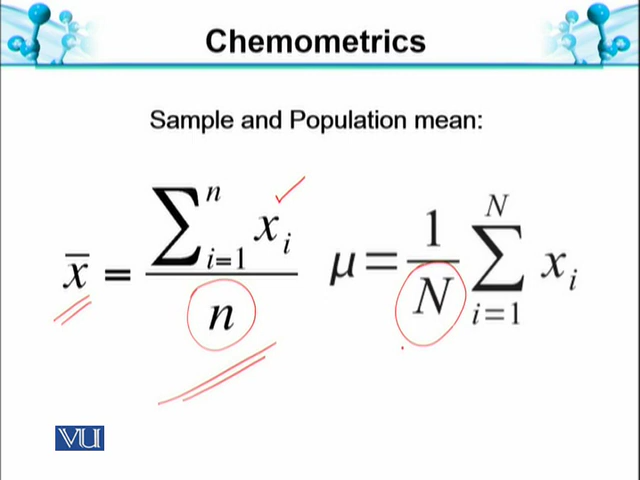 Chemometrics
Sample and Population mean:
x̄ = ∑ⁿᵢ₌₁ xᵢ / n
μ = 1/N ∑ᴺᵢ₌₁ xᵢ
VU